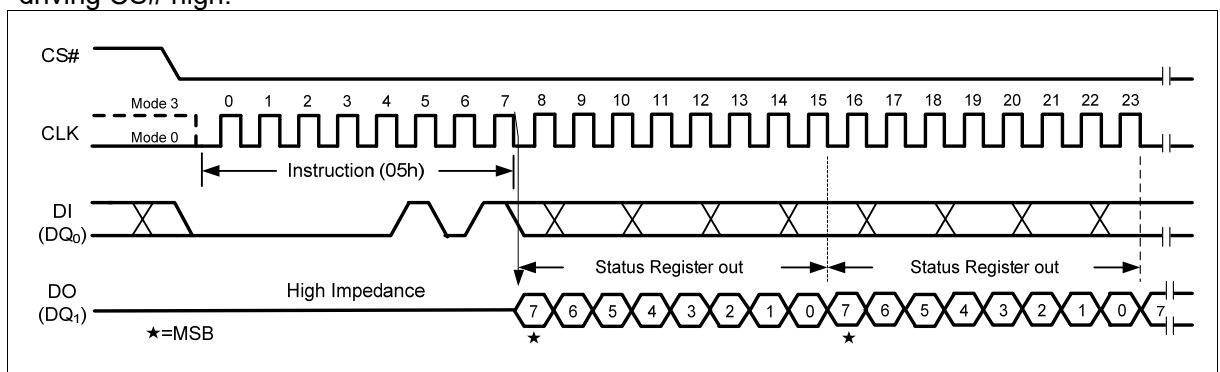 driving CS# high.
CS#
Mode 3 0 1 2 3 4 5 6 7 8 9 10 11 12 13 14 15 16 17 18 19 20 21 22 23
CLK Mode 0
Instruction (05h)
DI
(DQ0)
Status Register out Status Register out
DO High Impedance
(DQ1) 7 6 5 4 3 2 1 0 7 6 5 4 3 2 1 0 7
★=MSB ★ ★